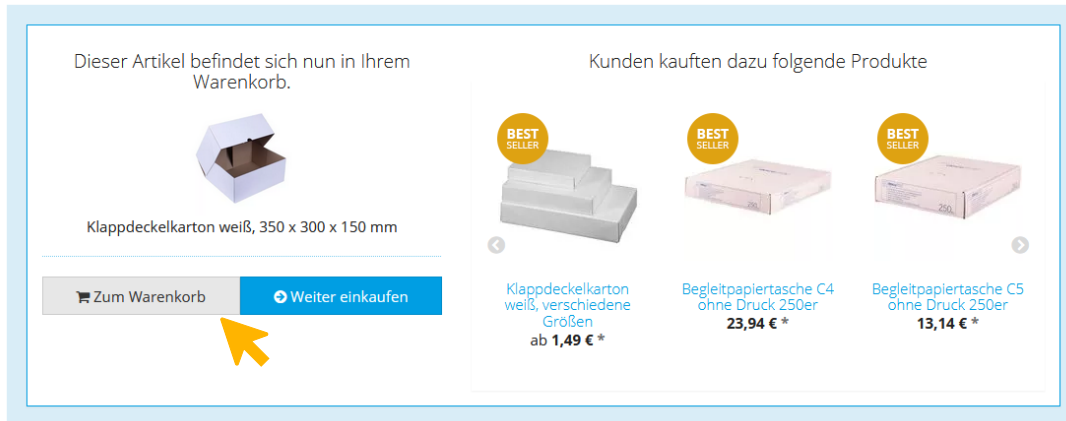 Dieser Artikel befindet sich nun in Ihrem
Warenkorb.
Klappdeckelkarton weiß, 350 x 300 x 150 mm
Zum Warenkorb
Weiter einkaufen
Kunden kauften dazu folgende Produkte
BEST
SELLER
Klappdeckelkarton
weiß, verschiedene
Größen
ab 1,49 € *
BEST
SELLER
250
Begleitpapiertasche C4
ohne Druck 250er
23,94 € *
BEST
SELLER
250
Begleitpapiertasche C5
ohne Druck 250er
13,14 € *